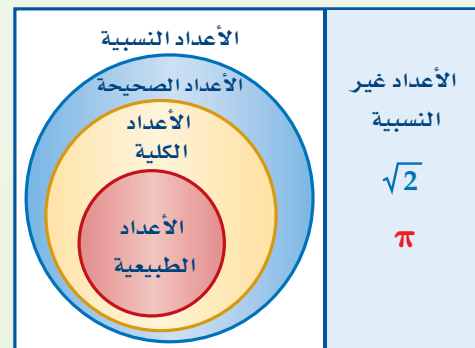 الأعداد النسبية
الأعداد الصحيحة
الأعداد
الكلية
الأعداد
الطبيعية
الأعداد غير
النسبية
√2
π